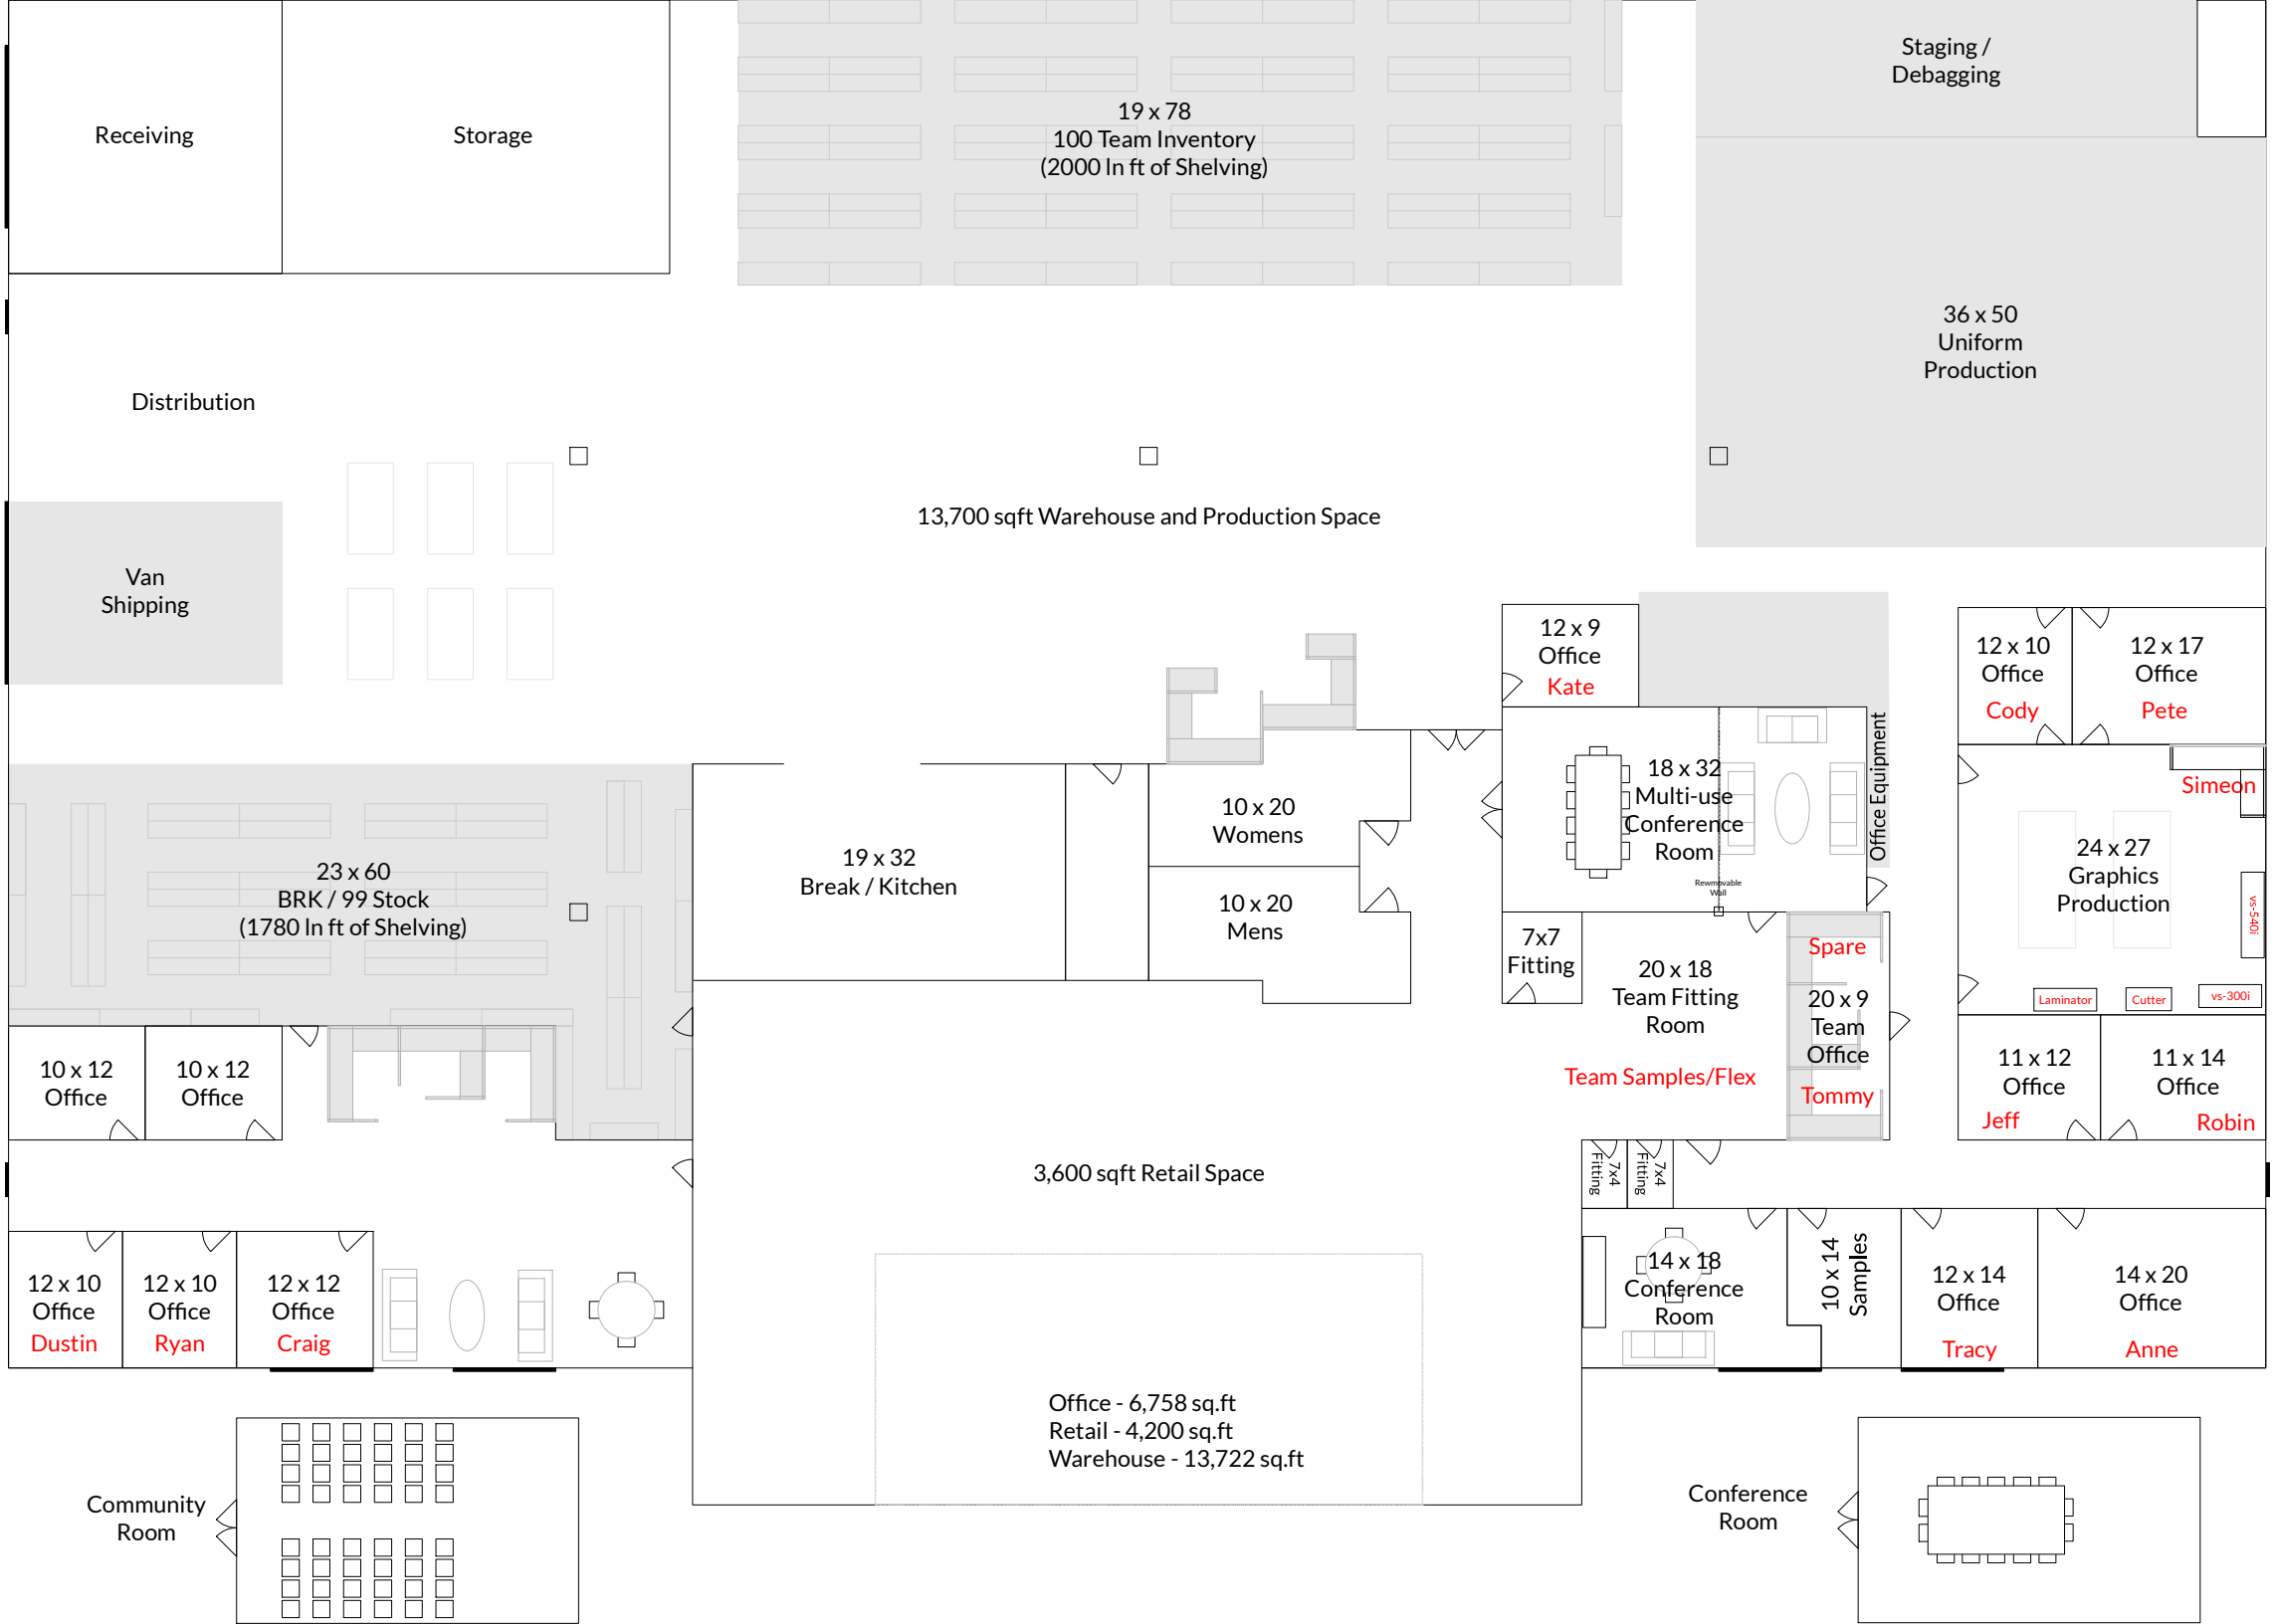 Receiving
Storage
19 x 78
100 Team Inventory
(2000 ln ft of Shelving)
Staging /
Debagging
36 x 50
Uniform
Production
Distribution
13,700 sqft Warehouse and Production Space
Van
Shipping
12 x 9
Office
Kate
12 x 10
Office
Cody
12 x 17
Office
Pete
Office Equipment
18 x 32
Multi-use
Conference
Room
Rewmovable
Wall
Simeon
24 x 27
Graphics
Production
vs-540i
Laminator
Cutter
vs-300i
10 x 20
Womens
10 x 20
Mens
19 x 32
Break / Kitchen
23 x 60
BRK / 99 Stock
(1780 ln ft of Shelving)
7x7
Fitting
20 x 18
Team Fitting
Room
Team Samples/Flex
Spare
20 x 9
Team
Office
Tommy
11 x 12
Office
Jeff
11 x 14
Office
Robin
10 x 12
Office
10 x 12
Office
3,600 sqft Retail Space
7x4
Fitting
7x4
Fitting
12 x 10
Office
Dustin
12 x 10
Office
Ryan
12 x 12
Office
Craig
14 x 18
Conference
Room
10 x 14
Samples
12 x 14
Office
Tracy
14 x 20
Office
Anne
Office - 6,758 sq.ft
Retail - 4,200 sq.ft
Warehouse - 13,722 sq.ft
Community
Room
Conference
Room